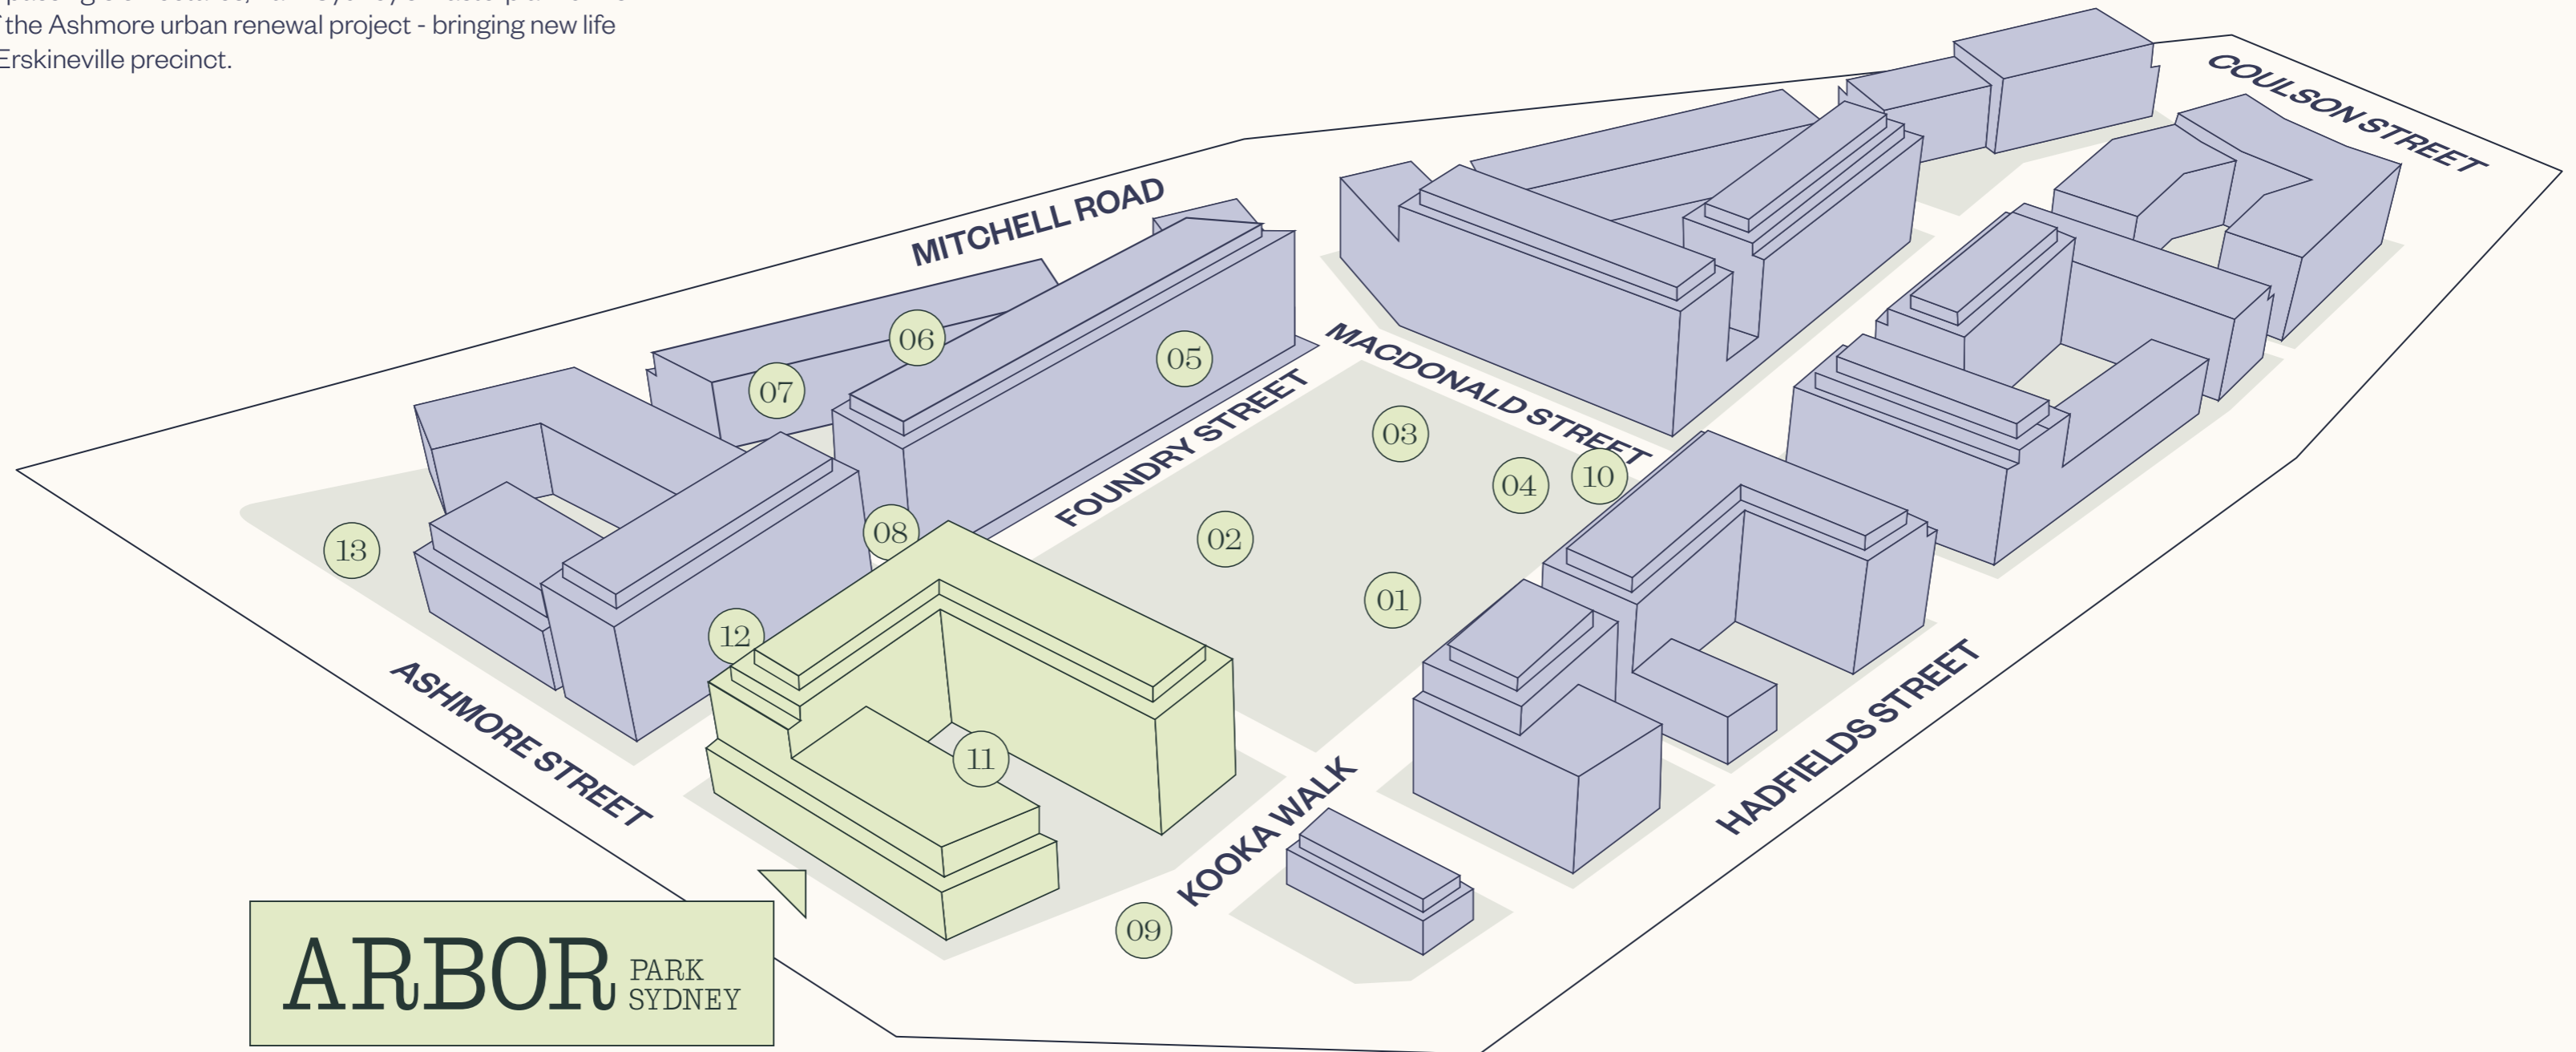 the Ashmore urban renewal project - bringing new life
Erskineville precinct.
COULSON STREET
MITCHELL ROAD
MACDONALD STREET
FOUNDRY STREET
06
05
07
03
10
04
08
02
13
01
12
11
09
ASHMORE STREET
HADFIELDS STREET
KOOKA WALK
ARBOR
PARK
SYDNEY